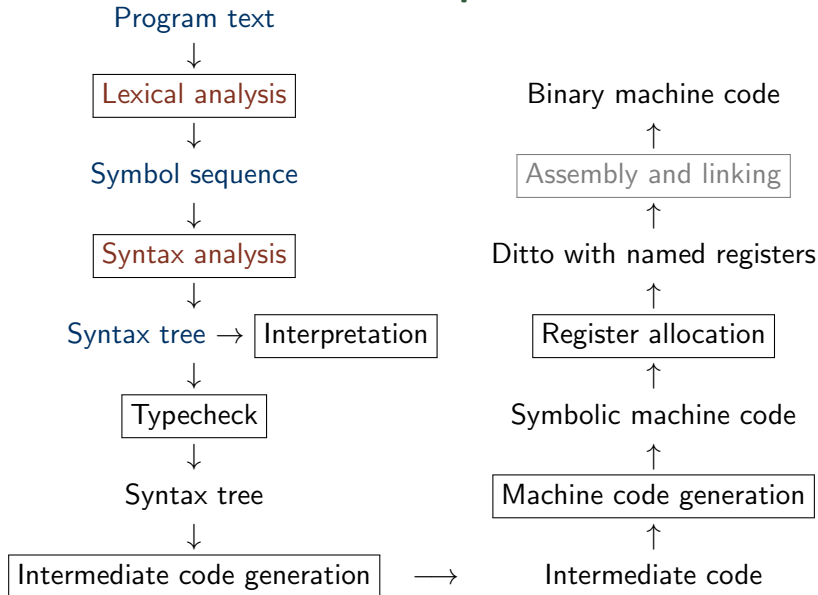 Program text
↓
Lexical analysis
↓
Symbol sequence
↓
Syntax analysis
↓
Syntax tree → Interpretation
↓
Typecheck
↓
Syntax tree
↓
Intermediate code generation ⟶ Intermediate code
↑
Machine code generation
↑
Symbolic machine code
↑
Register allocation
↑
Ditto with named registers
↑
Assembly and linking
↑
Binary machine code